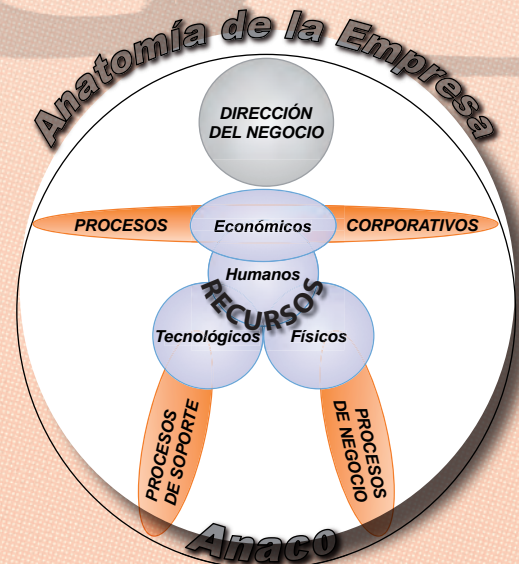 Anatomía de la Empresa
DIRECCIÓN
DEL NEGOCIO
PROCESOS
Económicos
CORPORATIVOS
Humanos
RECURSOS
Tecnológicos
Físicos
PROCESOS
DE SOPORTE
PROCESOS
DE NEGOCIO
Anaco